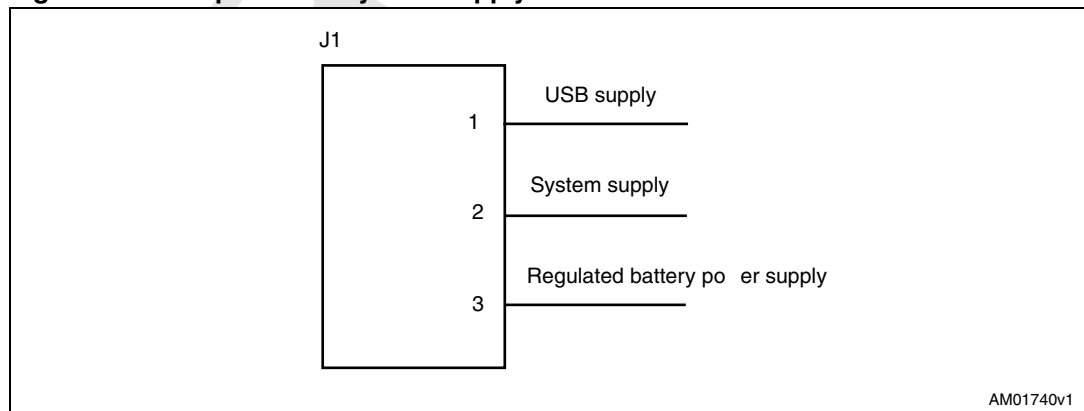 J1
1
USB supply
2
System supply
3
Regulated battery po er supply
AM01740v1